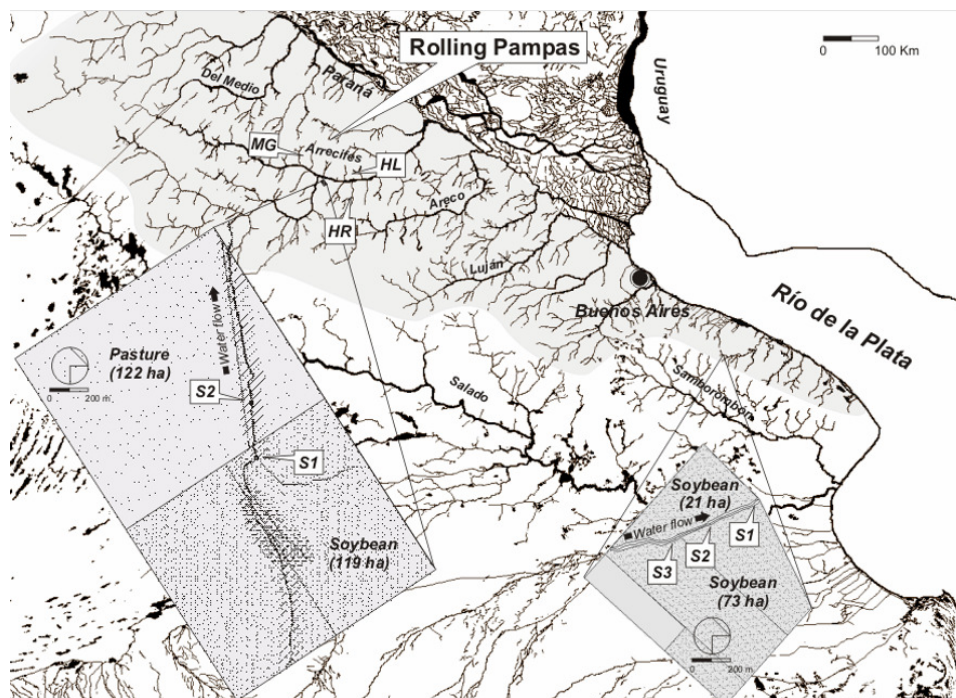 Rolling Pampas
0 100 Km
Del Medio
Paraná
Uruguay
MG
Arrecifes
HL
Areco
HR
Luján
Buenos Aires
Río de la Plata
Water flow
Pasture
(122 ha)
0 200 m
S2
Salado
Samborombón
S1
Soybean
(21 ha)
Water flow
S1
S2
S3
Soybean
(119 ha)
Soybean
(73 ha)
0 200 m